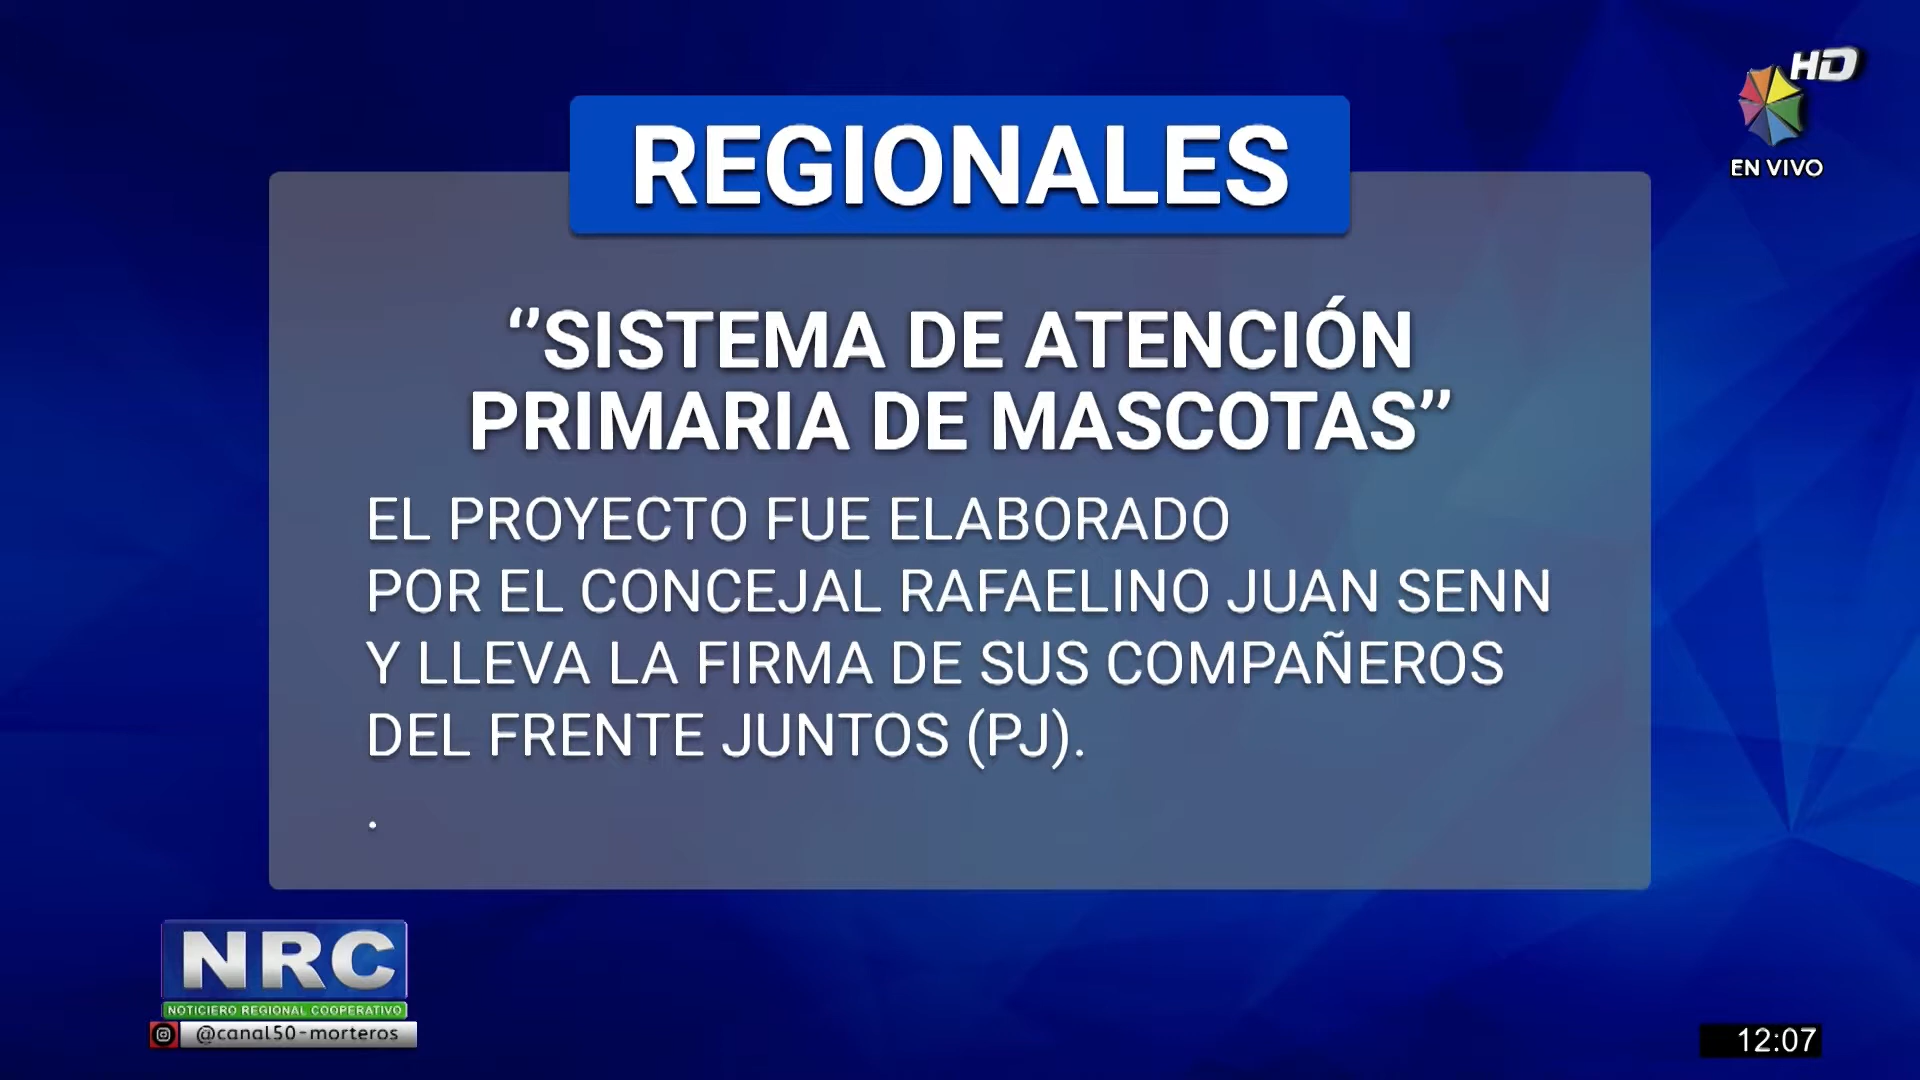 HD
EN VIVO
REGIONALES
‘’SISTEMA DE ATENCIÓN
PRIMARIA DE MASCOTAS’’
EL PROYECTO FUE ELABORADO
POR EL CONCEJAL RAFAELINO JUAN SENN
Y LLEVA LA FIRMA DE SUS COMPAÑEROS
DEL FRENTE JUNTOS (PJ).
.
NRC
NOTICIERO REGIONAL COOPERATIVO
@canal50-morteros
12:07